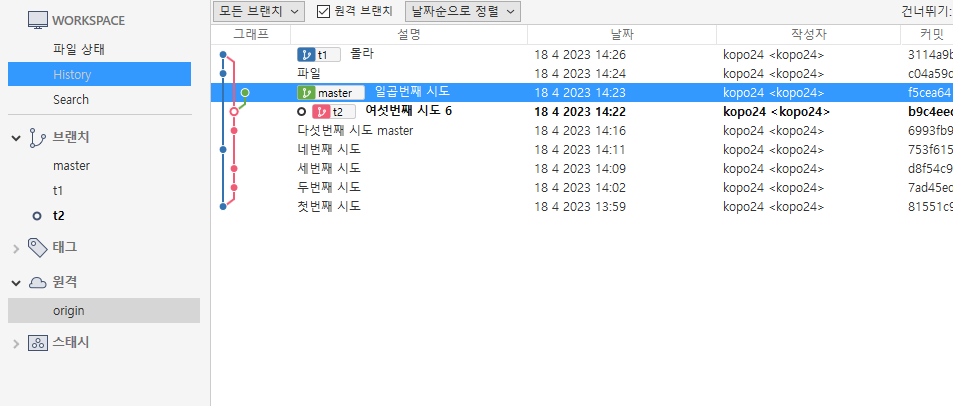 WORKSPACE
파일 상태
History
Search
브랜치
master
t1
t2
태그
원격
origin
스태시
모든 브랜치 원격 브랜치 날짜순으로 정렬 건너뛰기:
그래프 설명 날짜 작성자 커밋
t1 몰라 18 4 2023 14:26 kopo24 <kopo24> 3114a9b
파일 18 4 2023 14:24 kopo24 <kopo24> c04a59d
master 일곱번째 시도 18 4 2023 14:23 kopo24 <kopo24> f5cea64
t2 여섯번째 시도 6 18 4 2023 14:22 kopo24 <kopo24> b9c4eec
다섯번째 시도 master 18 4 2023 14:16 kopo24 <kopo24> 6993fb9
네번째 시도 18 4 2023 14:11 kopo24 <kopo24> 753f615
세번째 시도 18 4 2023 14:09 kopo24 <kopo24> d8f54c9
두번째 시도 18 4 2023 14:02 kopo24 <kopo24> 7ad45ed
첫번째 시도 18 4 2023 13:59 kopo24 <kopo24> 81551c9